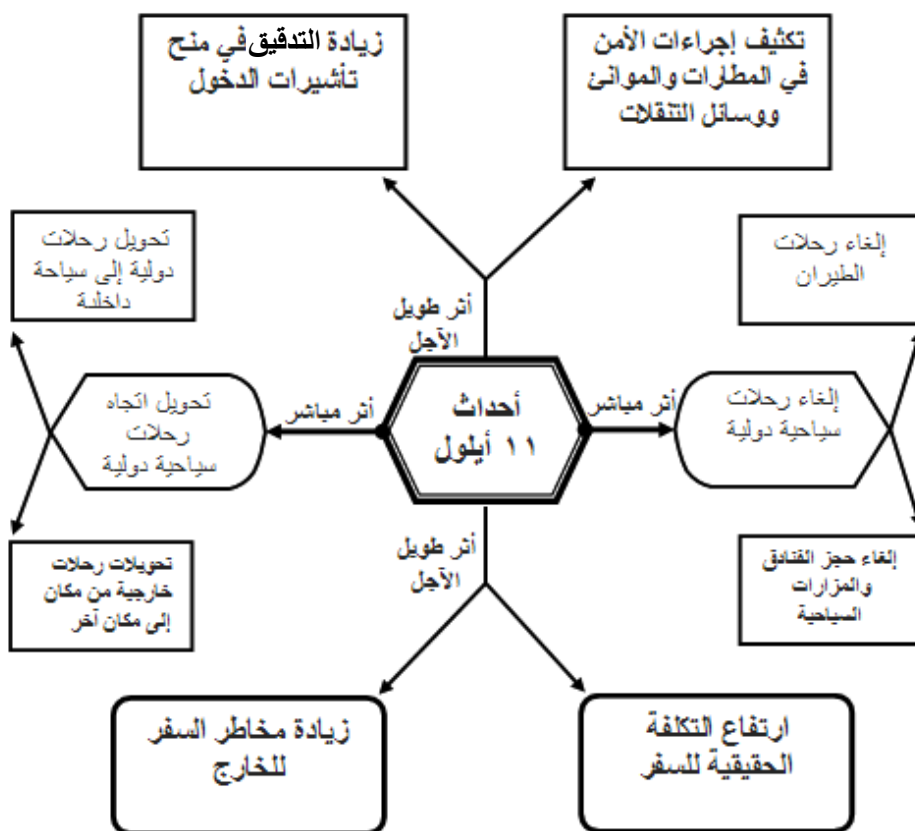 تكثيف إجراءات الأمن
في المطارات والموانئ
ووسائل التنقلات
زيادة التدقيق في منح
تأشيرات الدخول
إلغاء رحلات
الطيران
تحويل رحلات
دولية إلى سياحة
داخلية
أثر طويل
الآجل
إلغاء رحلات
سياحية دولية
أثر مباشر
أحداث
١١ أيلول
أثر مباشر
تحويل اتجاه
رحلات
سياحية دولية
أثر طويل
الآجل
إلغاء حجز الفنادق
والمزارات
السياحية
تحويلات رحلات
خارجية من مكان
إلى مكان آخر
ارتفاع التكلفة
الحقيقية للسفر
زيادة مخاطر السفر
للخارج